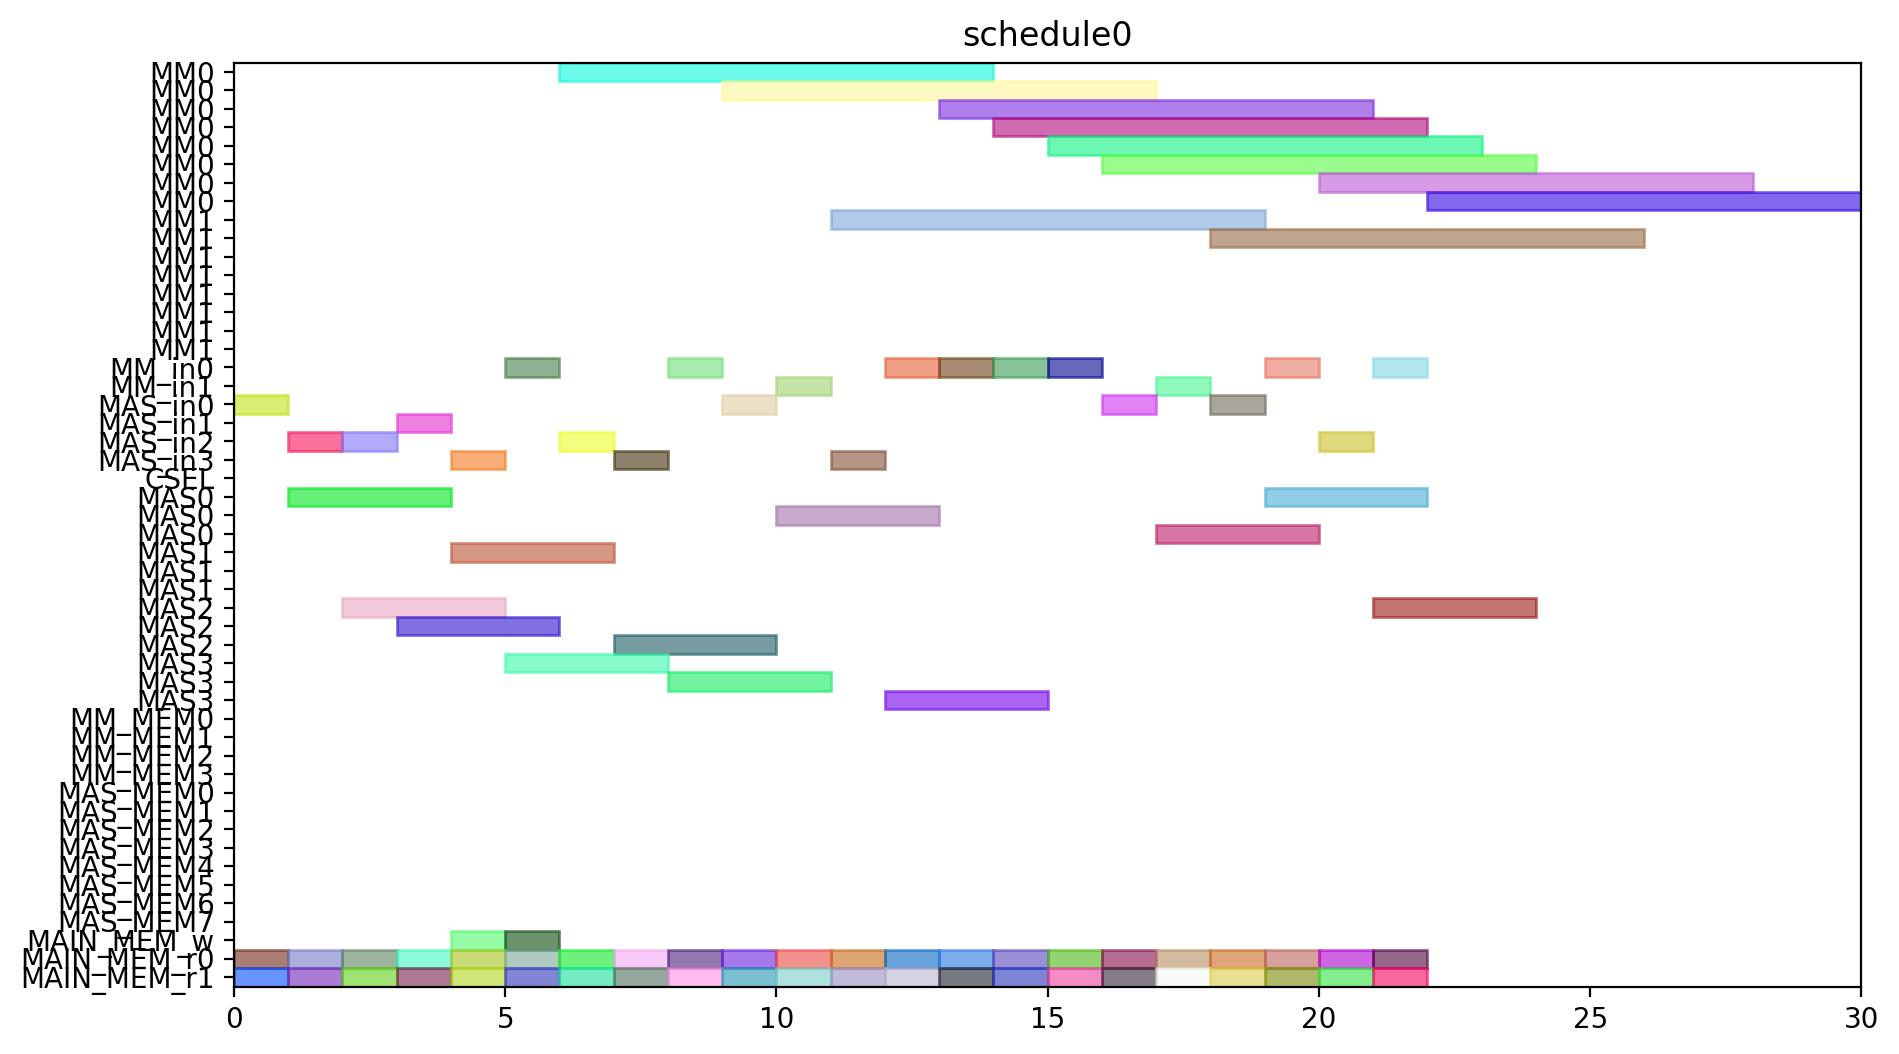 schedule0
MM0
MM0
MM0
MM0
MM0
MM0
MM0
MM0
MM1
MM1
MM1
MM1
MM1
MM1
MM1
MM1
MM_in0
MM_in1
MAS_in0
MAS_in1
MAS_in2
MAS_in3
CSEL
MAS0
MAS0
MAS0
MAS1
MAS1
MAS1
MAS2
MAS2
MAS2
MAS3
MAS3
MAS3
MM_MEM0
MM_MEM1
MM_MEM2
MM_MEM3
MAS_MEM0
MAS_MEM1
MAS_MEM2
MAS_MEM3
MAS_MEM4
MAS_MEM5
MAS_MEM6
MAS_MEM7
MAIN_MEM_w
MAIN_MEM_r0
MAIN_MEM_r1
0 5 10 15 20 25 30